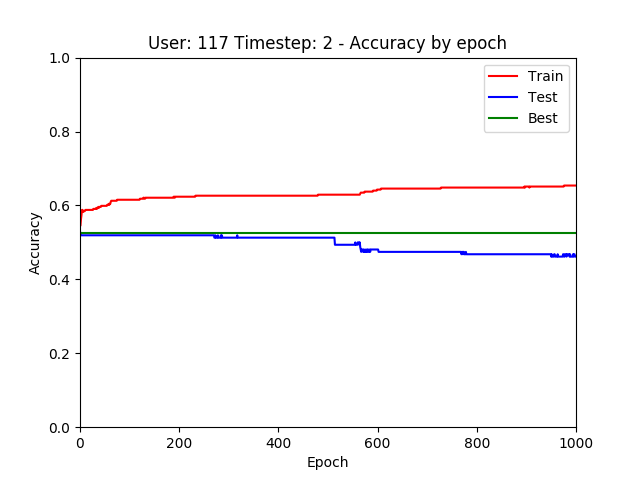 User: 117 Timestep: 2 - Accuracy by epoch
1.0
0.8
0.6
0.4
0.2
0.0
Accuracy
Train
Test
Best
0 200 400 600 800 1000
Epoch